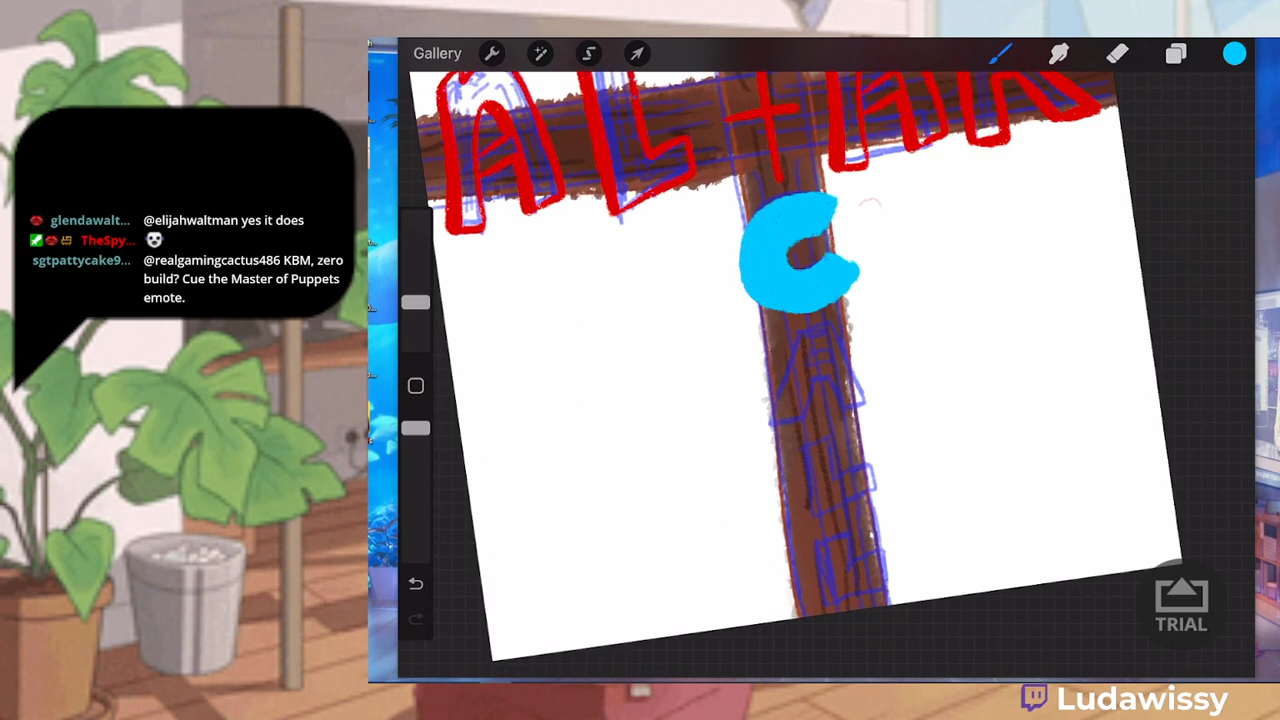 Gallery
ALTAR
C
A
L
L
glendawalt... @elijahwaltman yes it does
TheSpy...
sgtpattycake9... @realgamingcactus486 KBM, zero
build? Cue the Master of Puppets
emote.
TRIAL
Ludawissy